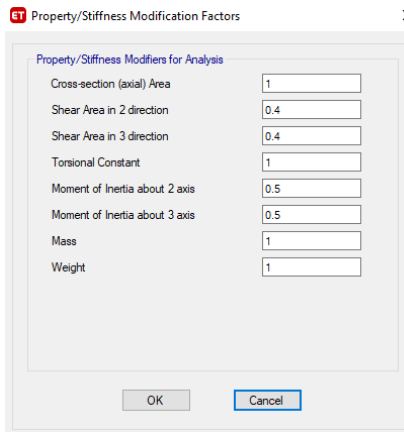 ET Property/Stiffness Modification Factors
Property/Stiffness Modifiers for Analysis
Cross-section (axial) Area 1
Shear Area in 2 direction 0.4
Shear Area in 3 direction 0.4
Torsional Constant 1
Moment of Inertia about 2 axis 0.5
Moment of Inertia about 3 axis 0.5
Mass 1
Weight 1
OK Cancel